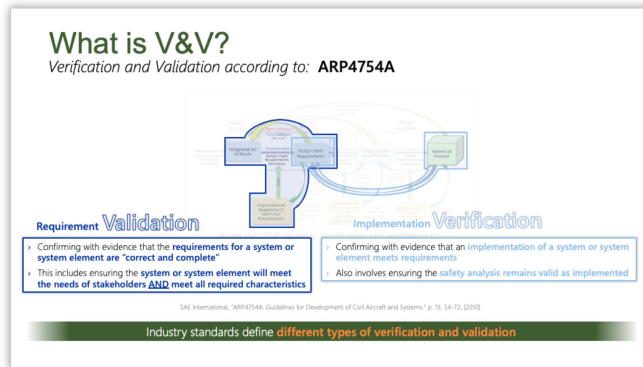 What is V&V?
Verification and Validation according to: ARP4754A
Integrated Set
of Needs
Design Input
Requirements
System of
Interest
Requirement Validation
› Confirming with evidence that the requirements for a system or
system element are “correct and complete”
› This includes ensuring the system or system element will meet
the needs of stakeholders AND meet all required characteristics
Implementation Verification
› Confirming with evidence that an implementation of a system or system
element meets requirements
› Also involves ensuring the safety analysis remains valid as implemented
SAE International, "ARP4754A: Guidelines for Development of Civil Aircraft and Systems." p. 13, 54-72, [2010].
Industry standards define different types of verification and validation